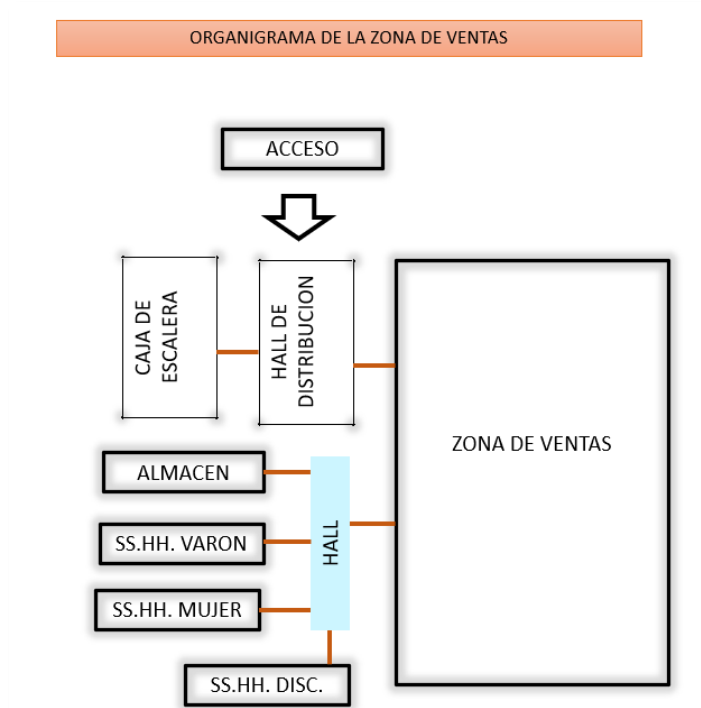 ORGANIGRAMA DE LA ZONA DE VENTAS
ACCESO
CAJA DE
ESCALERA
HALL DE
DISTRIBUCION
ZONA DE VENTAS
ALMACEN
SS.HH. VARON
HALL
SS.HH. MUJER
SS.HH. DISC.